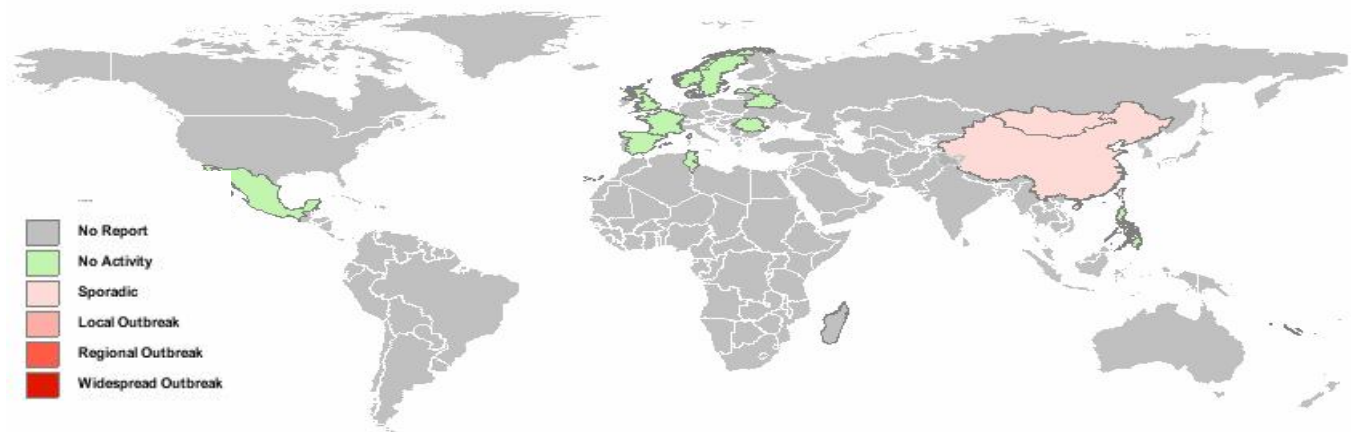 No Report
No Activity
Sporadic
Local Outbreak
Regional Outbreak
Widespread Outbreak